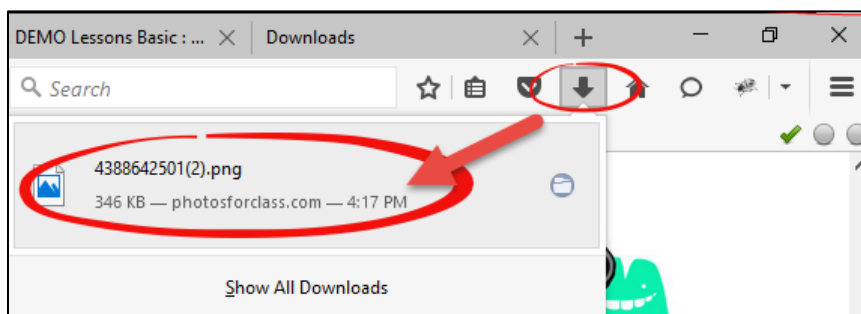 DEMO Lessons Basic : ... Downloads
Search
4388642501(2).png
346 KB — photosforclass.com — 4:17 PM
Show All Downloads